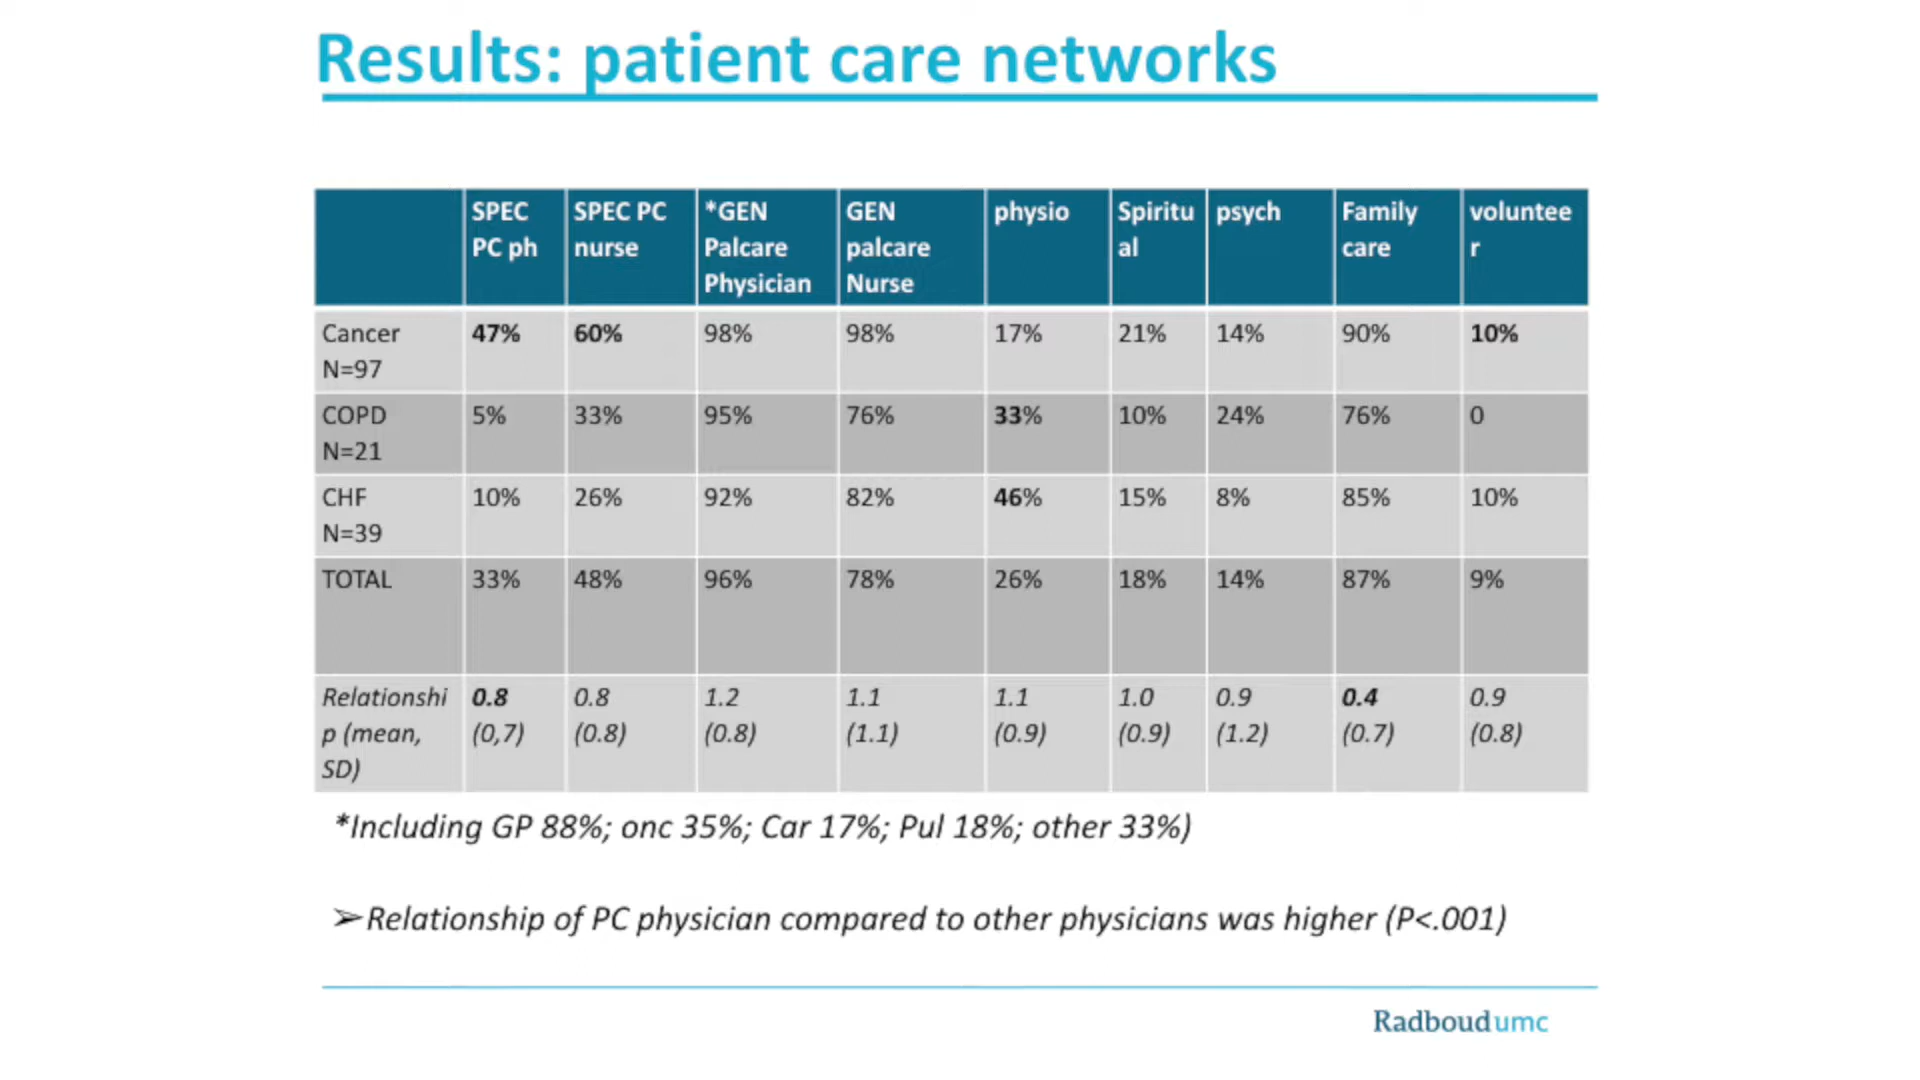 Results: patient care networks
SPEC PC ph SPEC PC nurse *GEN Palcare Physician GEN palcare Nurse physio Spiritu al psych Family care voluntee r
Cancer N=97 47% 60% 98% 98% 17% 21% 14% 90% 10%
COPD N=21 5% 33% 95% 76% 33% 10% 24% 76% 0
CHF N=39 10% 26% 92% 82% 46% 15% 8% 85% 10%
TOTAL 33% 48% 96% 78% 26% 18% 14% 87% 9%
Relationshi p (mean, SD) 0.8 (0,7) 0.8 (0.8) 1.2 (0.8) 1.1 (1.1) 1.1 (0.9) 1.0 (0.9) 0.9 (1.2) 0.4 (0.7) 0.9 (0.8)
*Including GP 88%; onc 35%; Car 17%; Pul 18%; other 33%)
➢Relationship of PC physician compared to other physicians was higher (P<.001)
Radboudumc